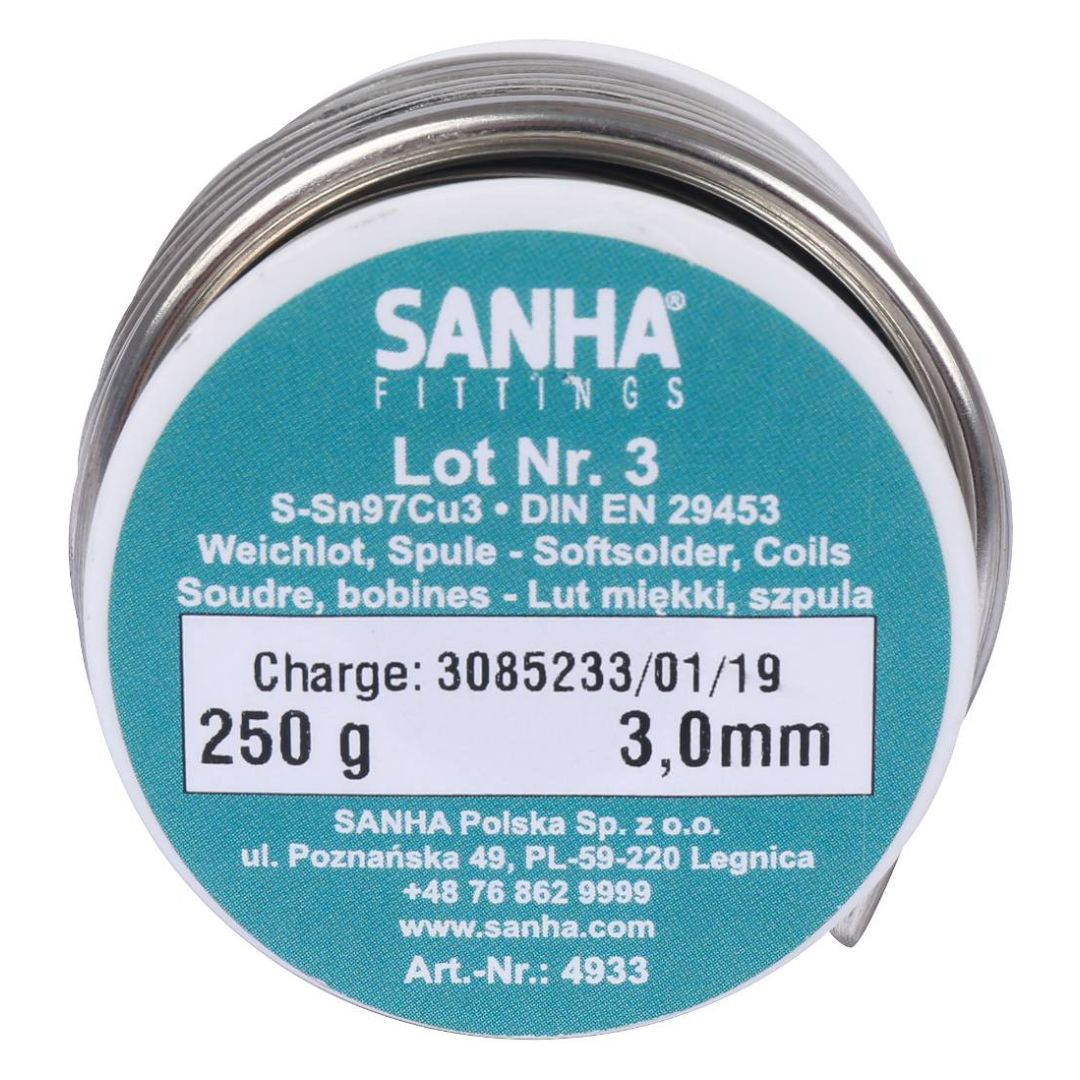 SANHA®
FITTINGS
Lot Nr. 3
S-Sn97Cu3 • DIN EN 29453
Weichlot, Spule - Softsolder, Coils
Soudre, bobines - Lut miękki, szpula
Charge: 3085233/01/19
250 g 3,0mm
SANHA Polska Sp. z o.o.
ul. Poznańska 49, PL-59-220 Legnica
+48 76 862 9999
www.sanha.com
Art.-Nr.: 4933